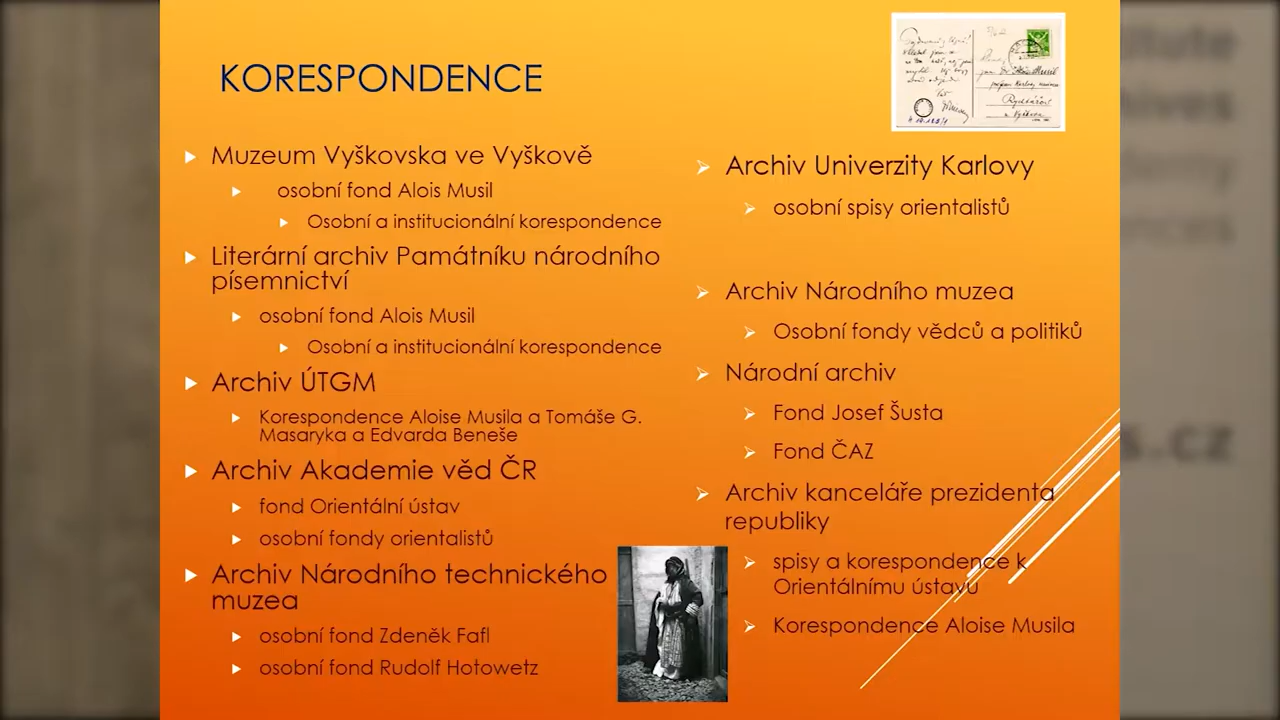 KORESPONDENCE
Muzeum Vyškovska ve Vyškově
osobní fond Alois Musil
Osobní a institucionální korespondence
Literární archiv Památníku národního
písemnictví
osobní fond Alois Musil
Osobní a institucionální korespondence
Archiv ÚTGM
Korespondence Aloise Musila a Tomáše G.
Masaryka a Edvarda Beneše
Archiv Akademie věd ČR
fond Orientální ústav
osobní fondy orientalistů
Archiv Národního technického
muzea
osobní fond Zdeněk Fafl
osobní fond Rudolf Hotowetz
Archiv Univerzity Karlovy
osobní spisy orientalistů
Archiv Národního muzea
Osobní fondy vědců a politiků
Národní archiv
Fond Josef Šusta
Fond ČAZ
Archiv kanceláře prezidenta
republiky
spisy a korespondence k
Orientálnímu ústavu
Korespondence Aloise Musila